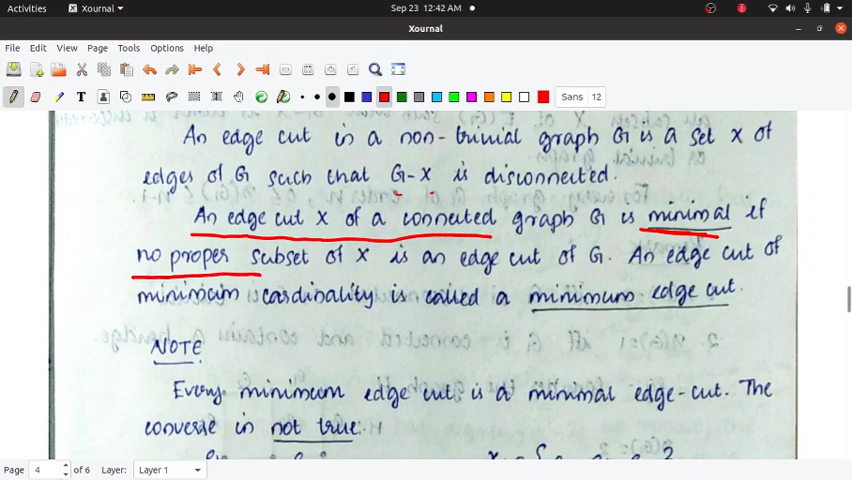 Activities Xournal Sep 23 12:42 AM
Xournal
File Edit View Page Tools Options Help
Sans 12
An edge cut in a non-trivial graph G is a set X of
edges of G such that G-X is disconnected.
An edge cut X of a connected graph G is minimal if
no proper subset of X is an edge cut of G. An edge cut of
minimum cardinality is called a minimum edge cut.
NOTE
Every minimum edge cut is a minimal edge-cut. The
converse in not true.
Page 4 of 6 Layer: Layer 1